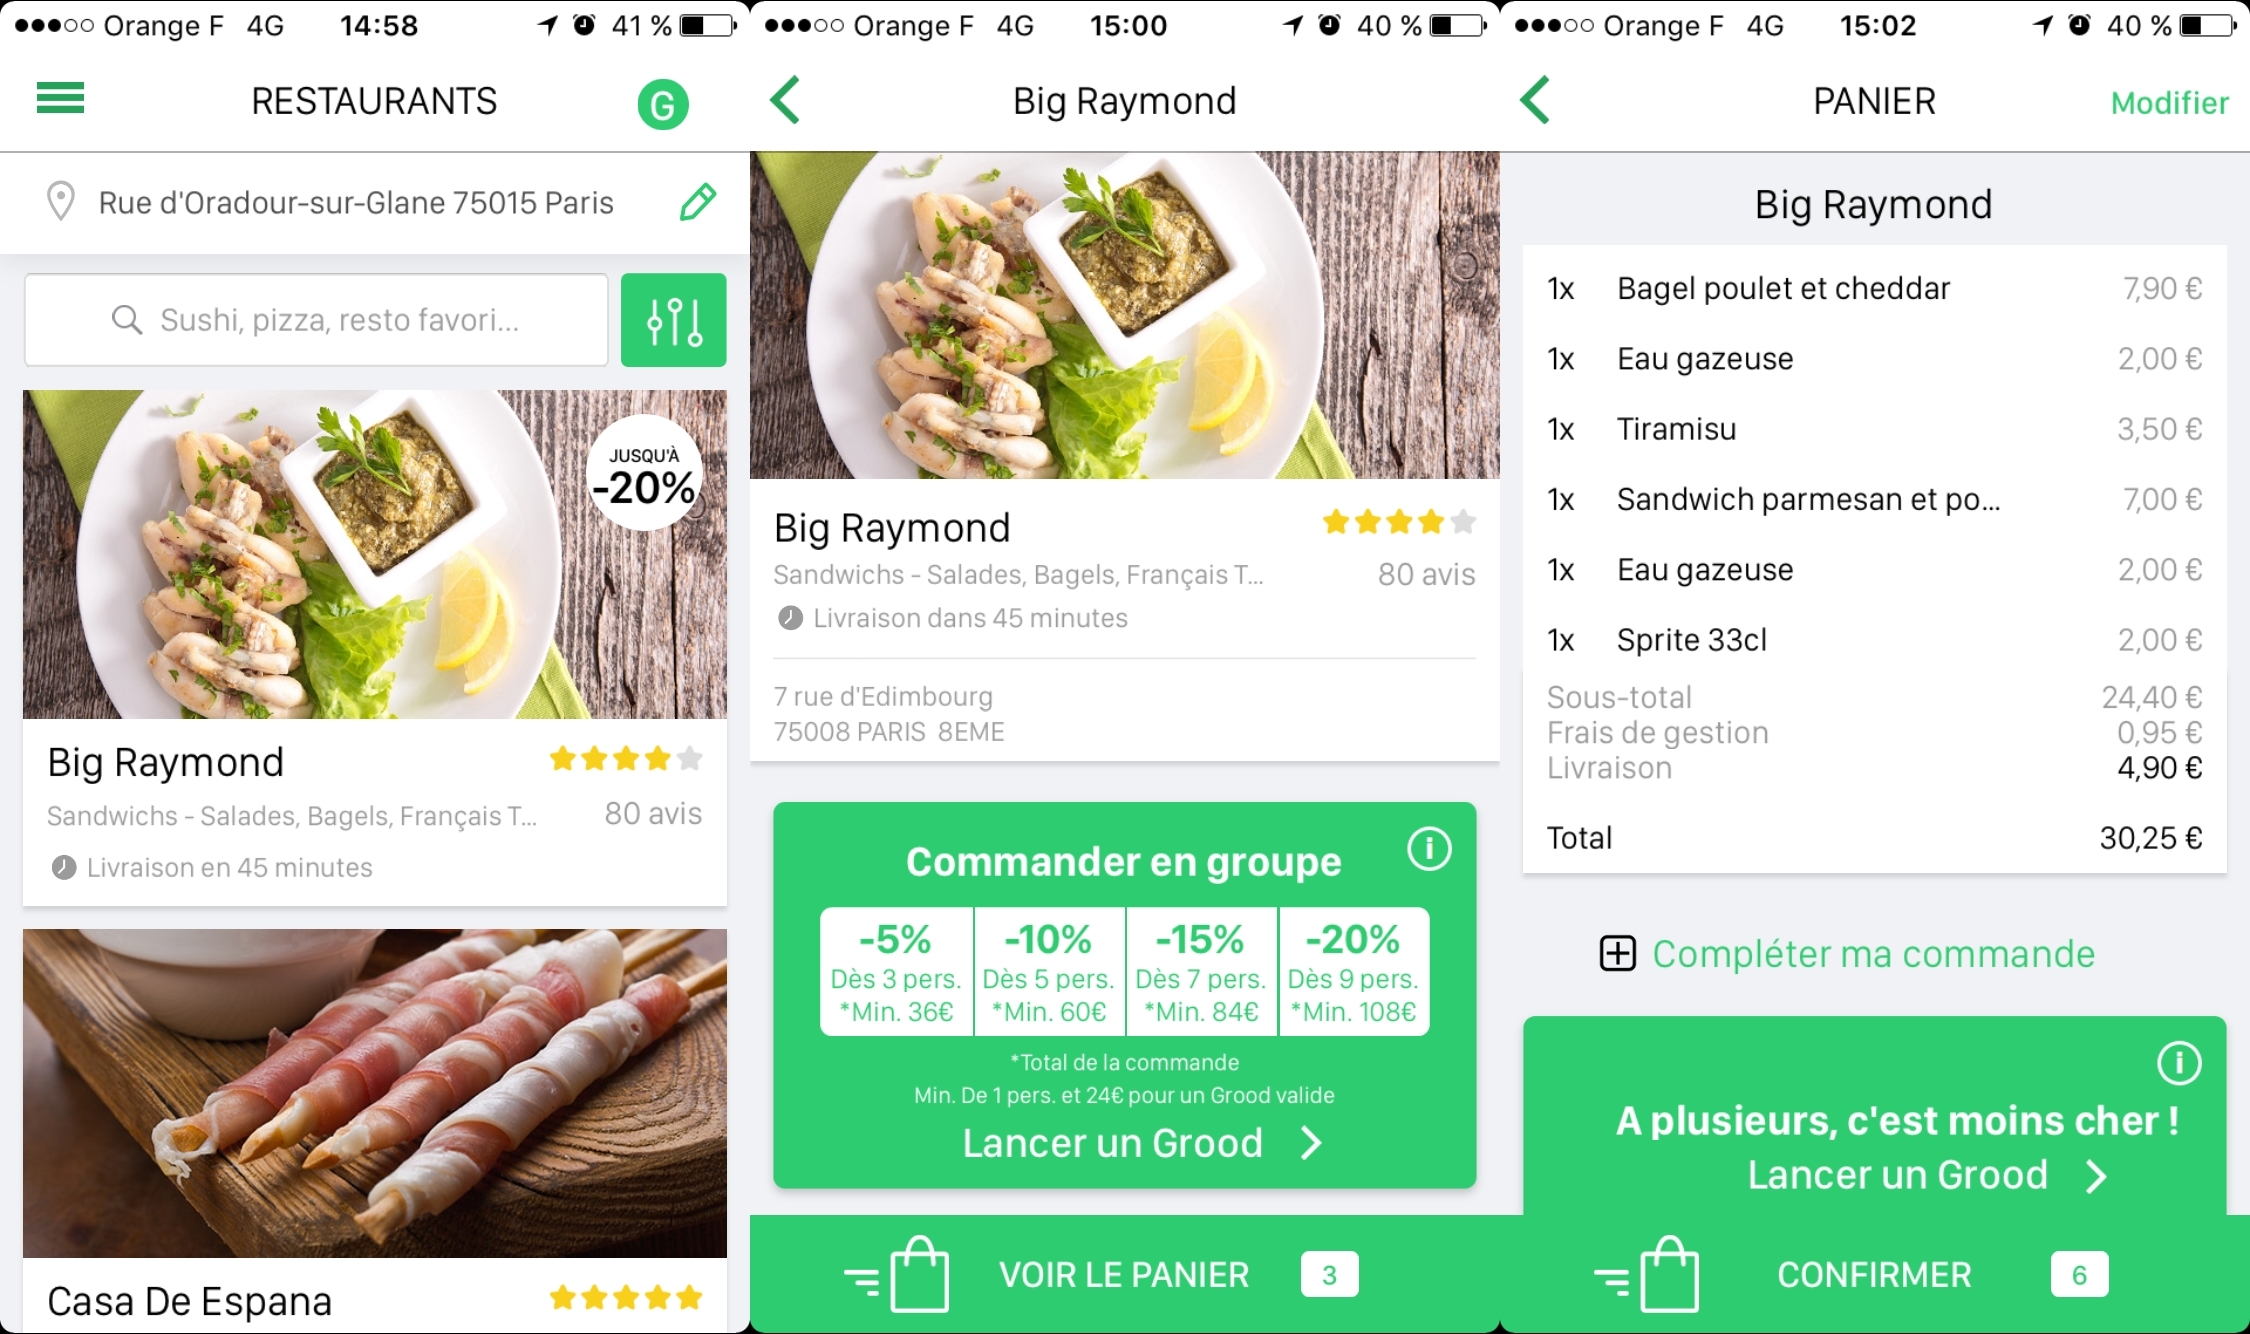 Orange F 4G 14:58 41 %
RESTAURANTS
G
Rue d'Oradour-sur-Glane 75015 Paris
Sushi, pizza, resto favori...
JUSQU'À
-20%
Big Raymond
80 avis
Sandwichs - Salades, Bagels, Français T...
Livraison en 45 minutes
Casa De Espana
Orange F 4G 15:00 40 %
Big Raymond
Big Raymond
Sandwichs - Salades, Bagels, Français T...
80 avis
Livraison dans 45 minutes
7 rue d'Edimbourg
75008 PARIS 8EME
Commander en groupe
i
-5% -10% -15% -20%
Dès 3 pers. Dès 5 pers. Dès 7 pers. Dès 9 pers.
*Min. 36€ *Min. 60€ *Min. 84€ *Min. 108€
*Total de la commande
Min. De 1 pers. et 24€ pour un Grood valide
Lancer un Grood
VOIR LE PANIER 3
Orange F 4G 15:02 40 %
PANIER Modifier
Big Raymond
1x Bagel poulet et cheddar 7,90 €
1x Eau gazeuse 2,00 €
1x Tiramisu 3,50 €
1x Sandwich parmesan et po... 7,00 €
1x Eau gazeuse 2,00 €
1x Sprite 33cl 2,00 €
Sous-total 24,40 €
Frais de gestion 0,95 €
Livraison 4,90 €
Total 30,25 €
Compléter ma commande
i
A plusieurs, c'est moins cher !
Lancer un Grood
CONFIRMER 6